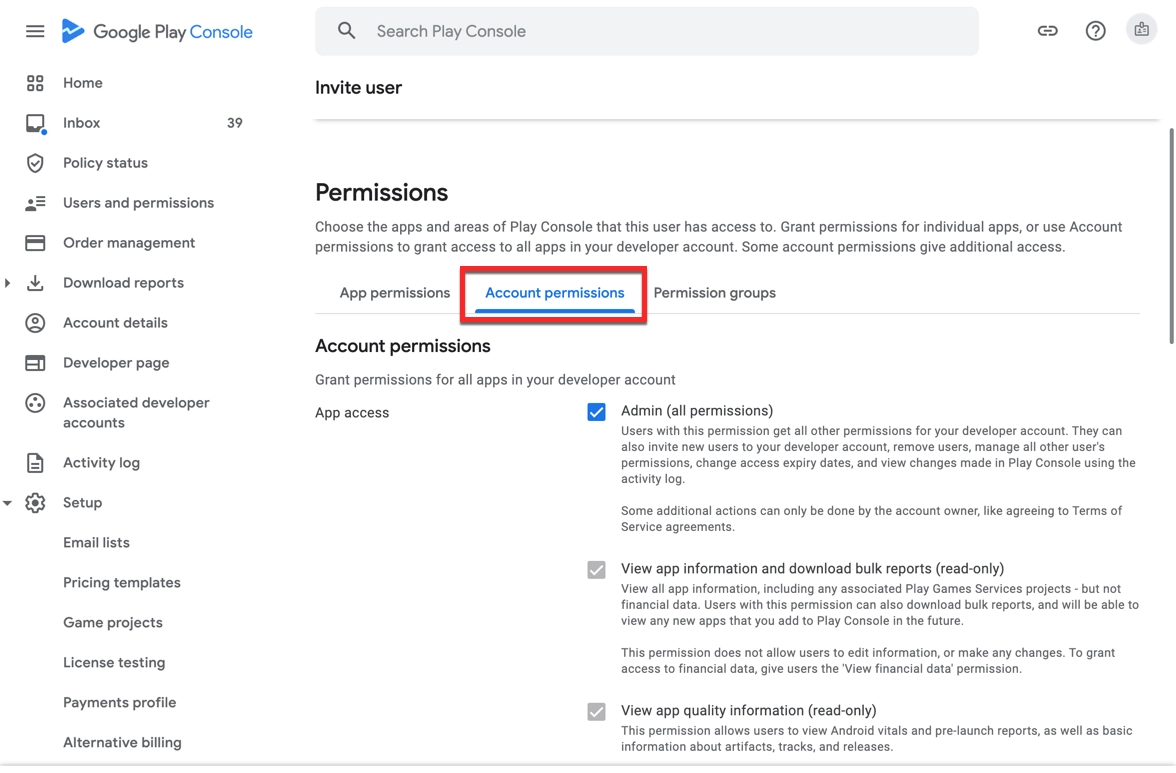 Google Play Console
Search Play Console
Home
Inbox 39
Policy status
Users and permissions
Order management
Download reports
Account details
Developer page
Associated developer
accounts
Activity log
Setup
Email lists
Pricing templates
Game projects
License testing
Payments profile
Alternative billing
Invite user
Permissions
Choose the apps and areas of Play Console that this user has access to. Grant permissions for individual apps, or use Account
permissions to grant access to all apps in your developer account. Some account permissions give additional access.
App permissions Account permissions Permission groups
Account permissions
Grant permissions for all apps in your developer account
App access
Admin (all permissions)
Users with this permission get all other permissions for your developer account. They can
also invite new users to your developer account, remove users, manage all other user's
permissions, change access expiry dates, and view changes made in Play Console using the
activity log.
Some additional actions can only be done by the account owner, like agreeing to Terms of
Service agreements.
View app information and download bulk reports (read-only)
View all app information, including any associated Play Games Services projects - but not
financial data. Users with this permission can also download bulk reports, and will be able to
view any new apps that you add to Play Console in the future.
This permission does not allow users to edit information, or make any changes. To grant
access to financial data, give users the 'View financial data' permission.
View app quality information (read-only)
This permission allows users to view Android vitals and pre-launch reports, as well as basic
information about artifacts, tracks, and releases.